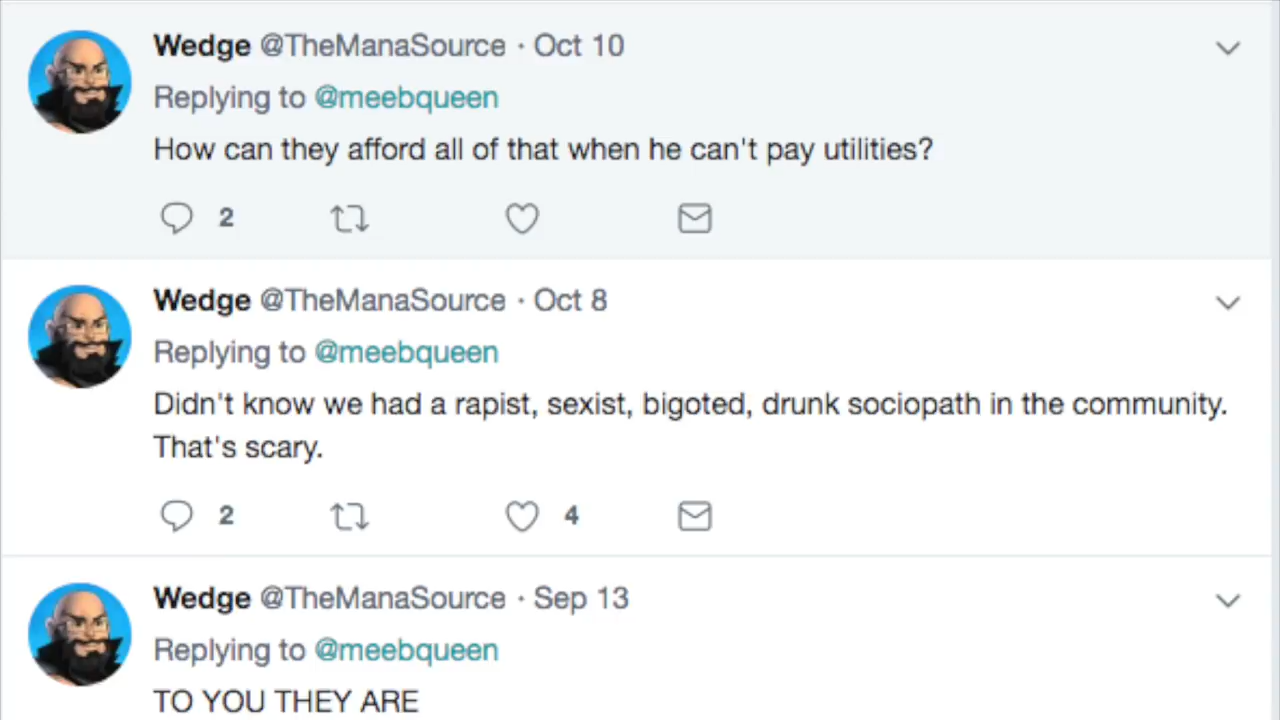 Wedge @TheManaSource · Oct 10
Replying to @meebqueen
How can they afford all of that when he can't pay utilities?
2
Wedge @TheManaSource · Oct 8
Replying to @meebqueen
Didn't know we had a rapist, sexist, bigoted, drunk sociopath in the community.
That's scary.
2 4
Wedge @TheManaSource · Sep 13
Replying to @meebqueen
TO YOU THEY ARE